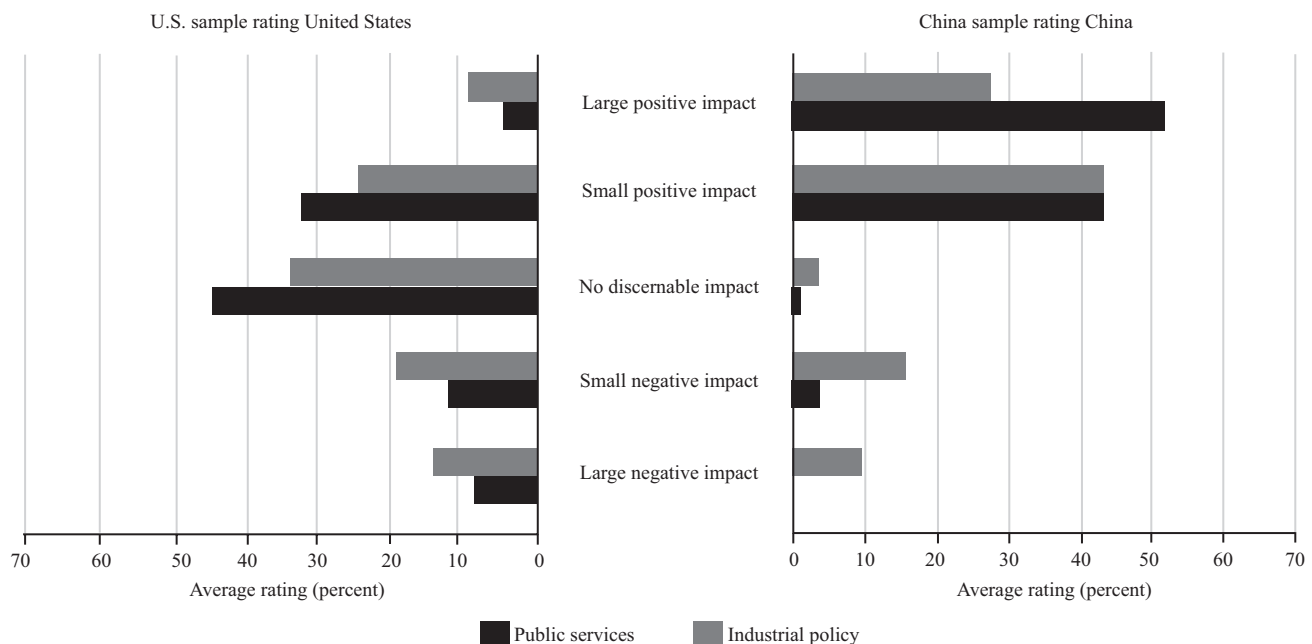 U.S. sample rating United States
China sample rating China
Large positive impact
Small positive impact
No discernable impact
Small negative impact
Large negative impact
70 60 50 40 30 20 10 0
0 10 20 30 40 50 60 70
Average rating (percent)
Average rating (percent)
Public services Industrial policy